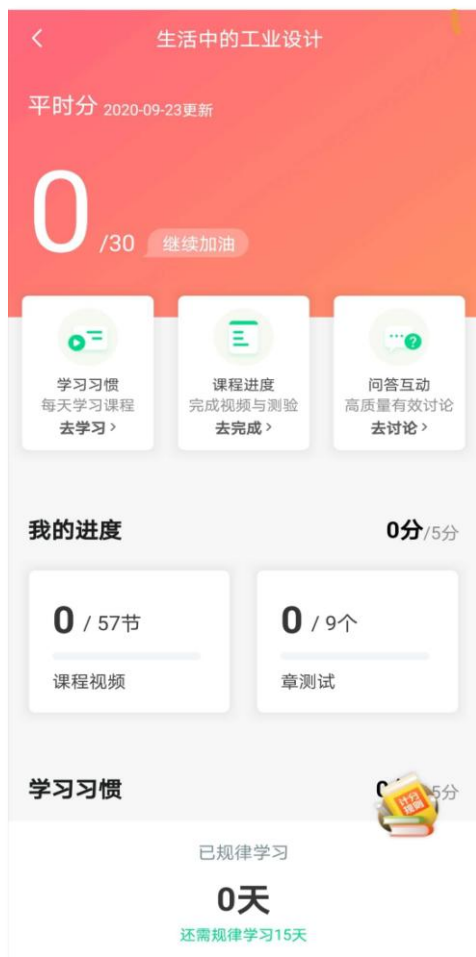 生活中的工业设计
平时分 2020-09-23更新
0 /30 继续加油
学习习惯 课程进度 问答互动
每天学习课程 完成视频与测验 高质量有效讨论
去学习 > 去完成 > 去讨论 >
我的进度 0分/5分
0 / 57节 0 / 9个
课程视频 章测试
学习习惯 5分
计分
规则
已规律学习
0天
还需规律学习15天